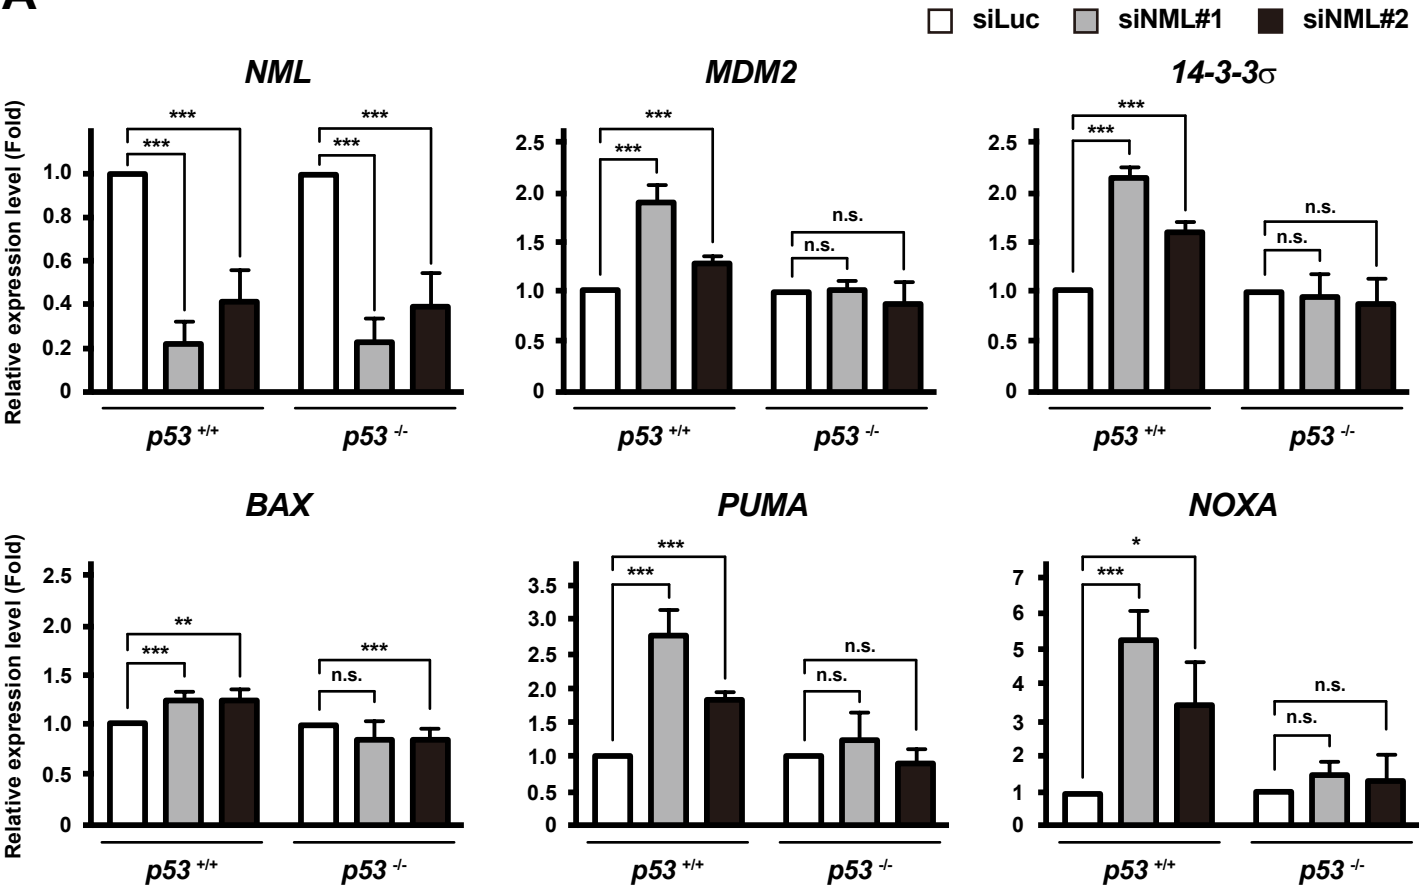 A
siLuc siNML#1 siNML#2
NML MDM2 14-3-3σ
Relative expression level (Fold)
1.0
0.8
0.6
0.4
0.2
0
*** *** *** ***
p53 +/+ p53 -/-
2.5
2.0
1.5
1.0
0.5
0
*** *** n.s. n.s.
p53 +/+ p53 -/-
2.5
2.0
1.5
1.0
0.5
0
*** *** n.s. n.s.
p53 +/+ p53 -/-
BAX PUMA NOXA
Relative expression level (Fold)
2.5
2.0
1.5
1.0
0.5
0
** *** *** n.s.
p53 +/+ p53 -/-
3.5
3.0
2.5
2.0
1.5
1.0
0.5
0
*** *** n.s. n.s.
p53 +/+ p53 -/-
7
6
5
4
3
2
1
0
* *** n.s. n.s.
p53 +/+ p53 -/-